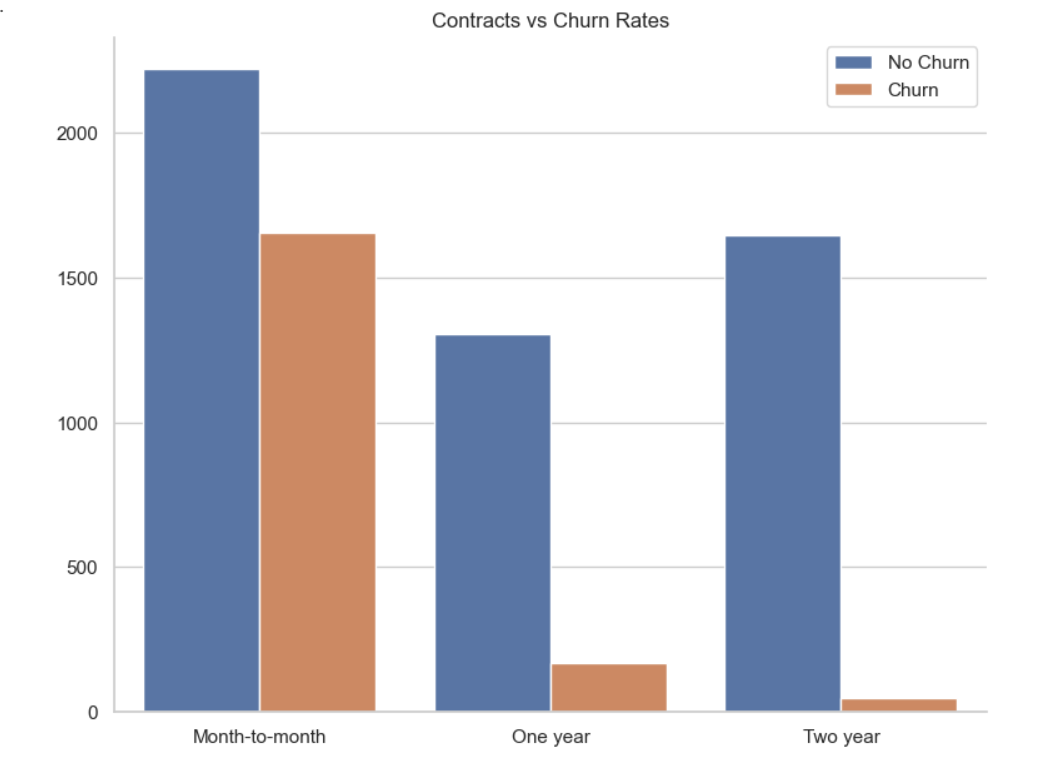 .
Contracts vs Churn Rates
No Churn
Churn
2000
1500
1000
500
0
Month-to-month One year Two year